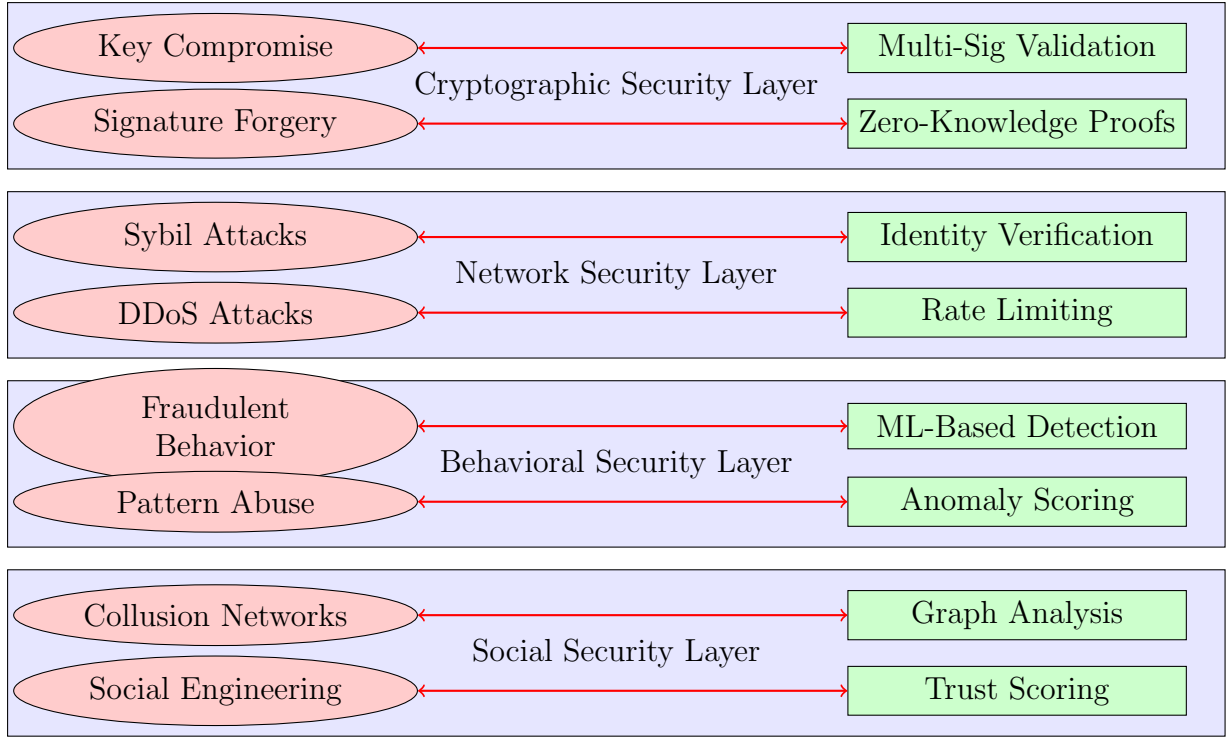 Key Compromise
Multi-Sig Validation
Cryptographic Security Layer
Signature Forgery
Zero-Knowledge Proofs
Sybil Attacks
Identity Verification
Network Security Layer
DDoS Attacks
Rate Limiting
Fraudulent
Behavior
ML-Based Detection
Behavioral Security Layer
Pattern Abuse
Anomaly Scoring
Collusion Networks
Graph Analysis
Social Security Layer
Social Engineering
Trust Scoring